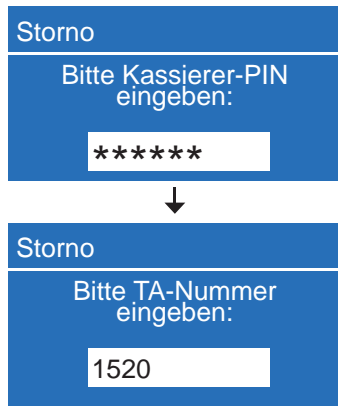 Storno
Bitte Kassierer-PIN
eingeben:
******
Storno
Bitte TA-Nummer
eingeben:
1520